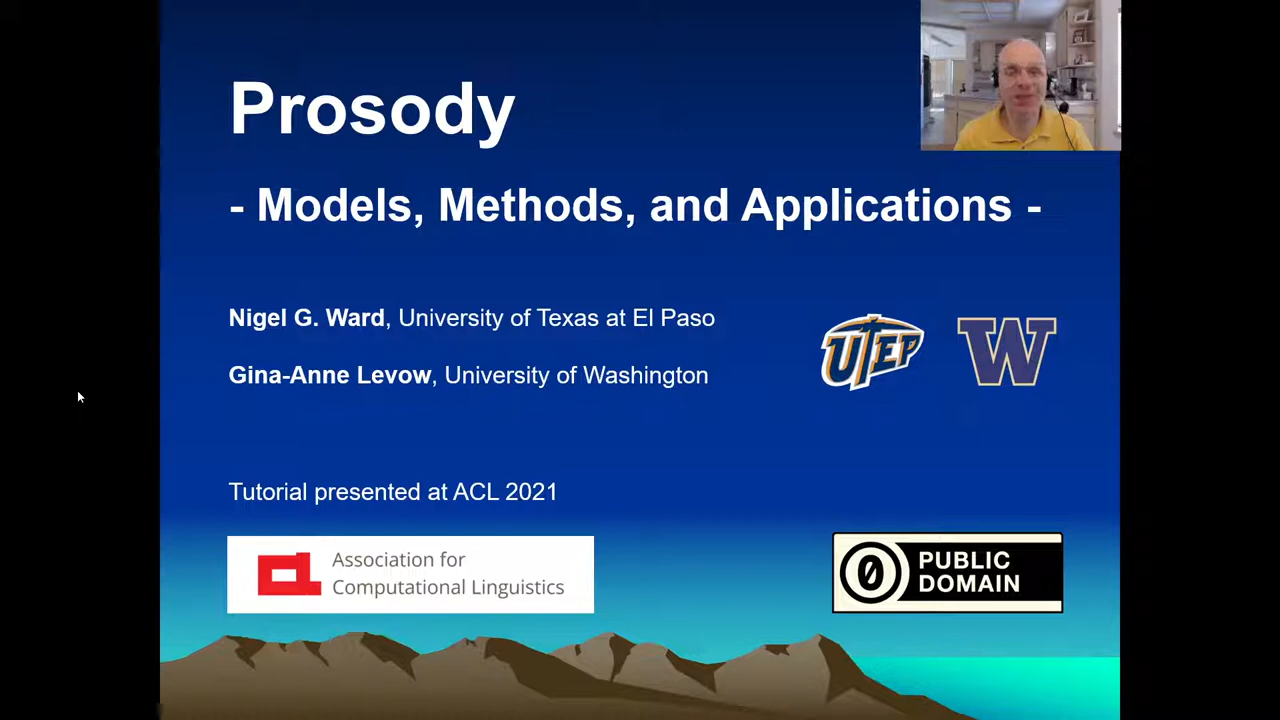 Prosody
- Models, Methods, and Applications -
Nigel G. Ward, University of Texas at El Paso
Gina-Anne Levow, University of Washington
UTEP
W
Tutorial presented at ACL 2021
Association for
Computational Linguistics
0
PUBLIC
DOMAIN